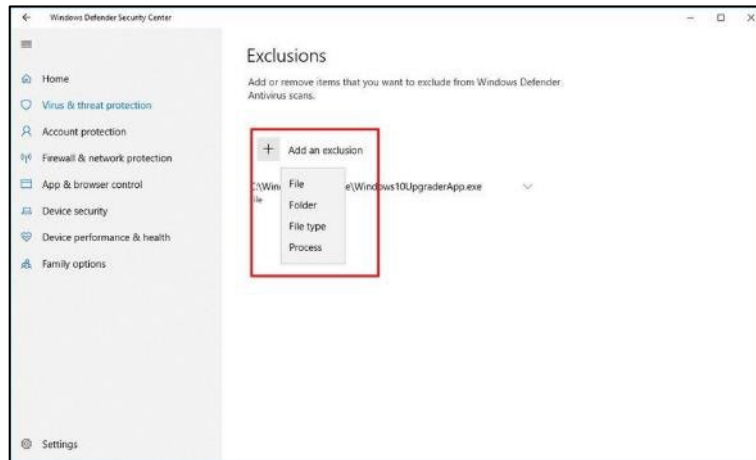 Windows Defender Security Center
Home
Virus & threat protection
Account protection
Firewall & network protection
App & browser control
Device security
Device performance & health
Family options
Settings
Exclusions
Add or remove items that you want to exclude from Windows Defender
Antivirus scans.
Add an exclusion
C:\Win e\Windows10UpgraderApp.exe
File
Folder
File type
Process